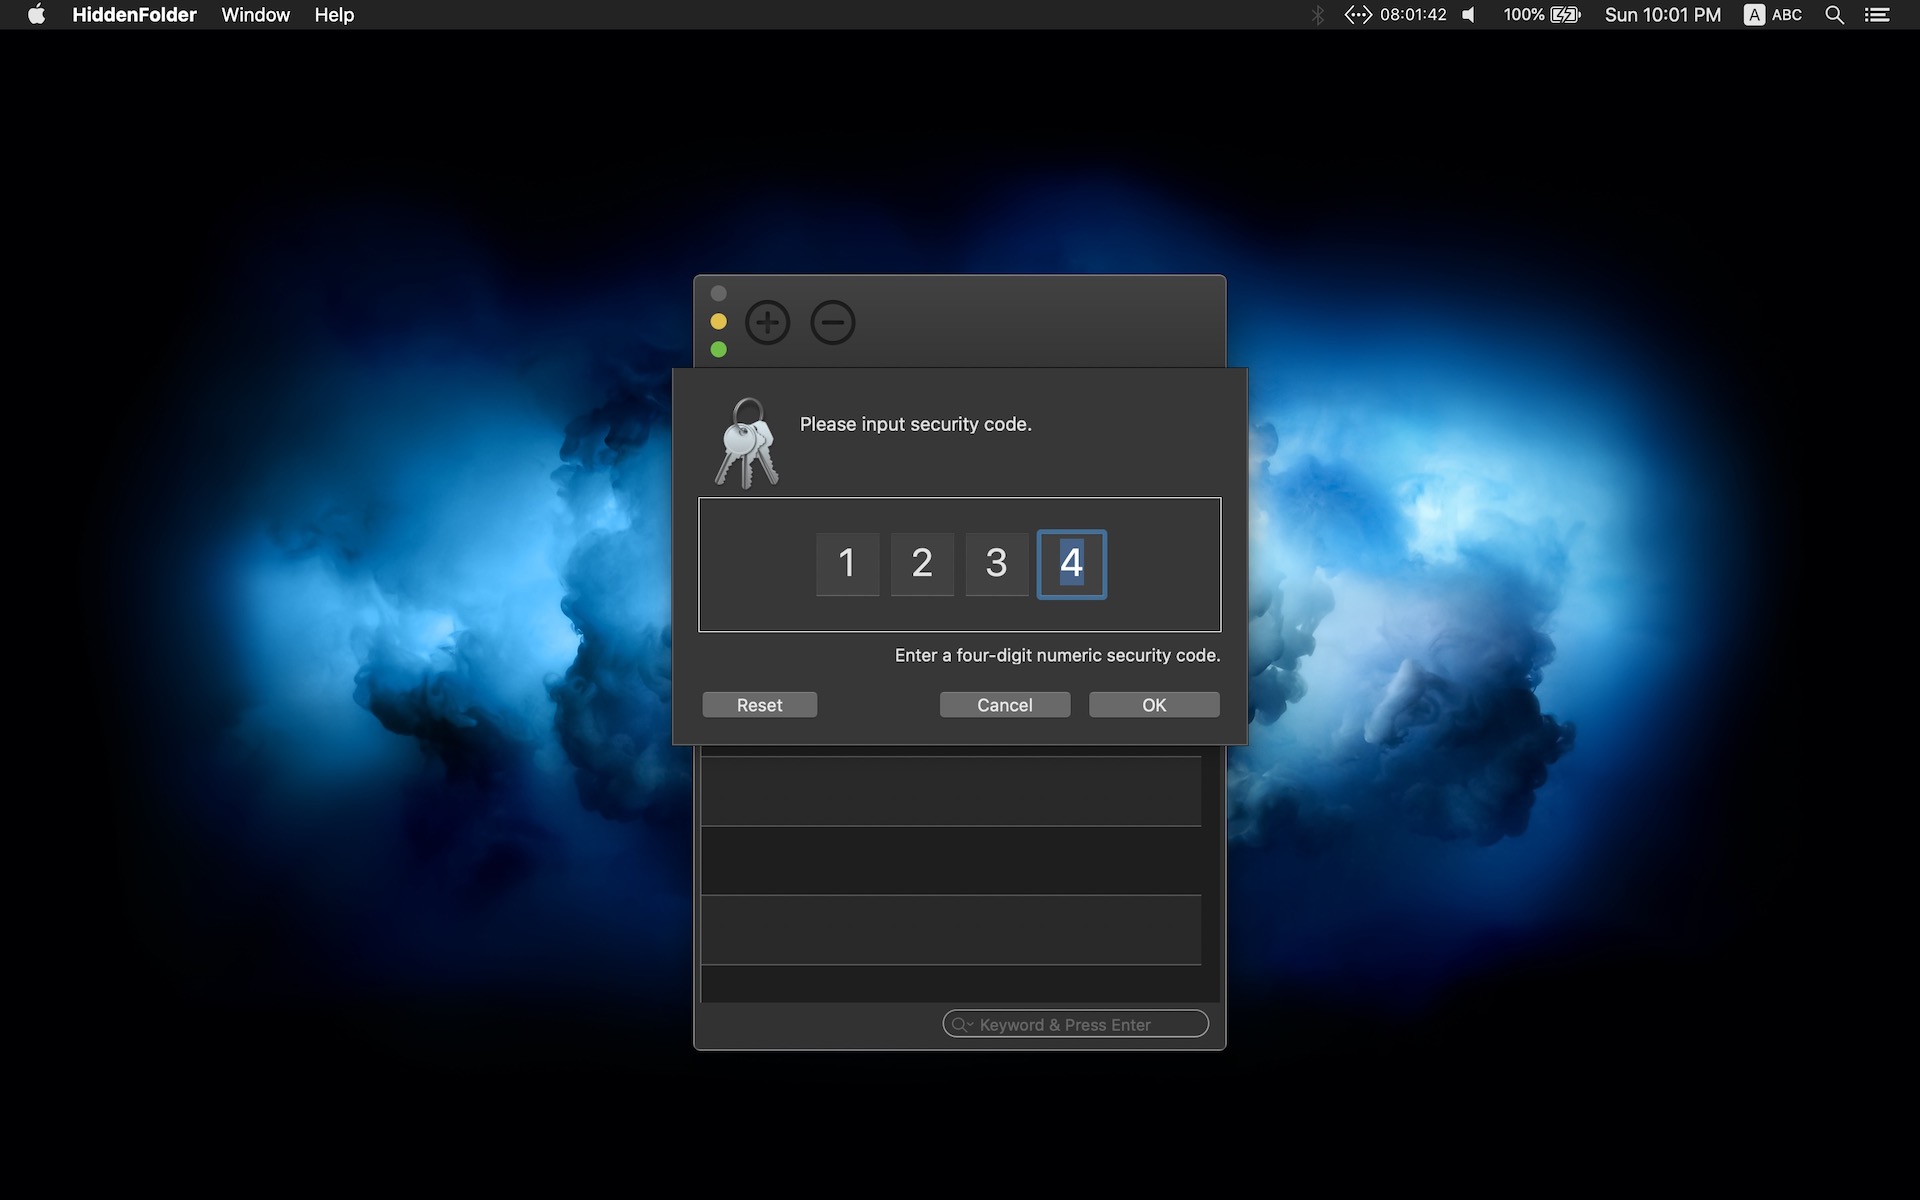 HiddenFolder Window Help 08:01:42 100% Sun 10:01 PM A ABC
Please input security code.
1 2 3 4
Enter a four-digit numeric security code.
Reset Cancel OK
Keyword & Press Enter